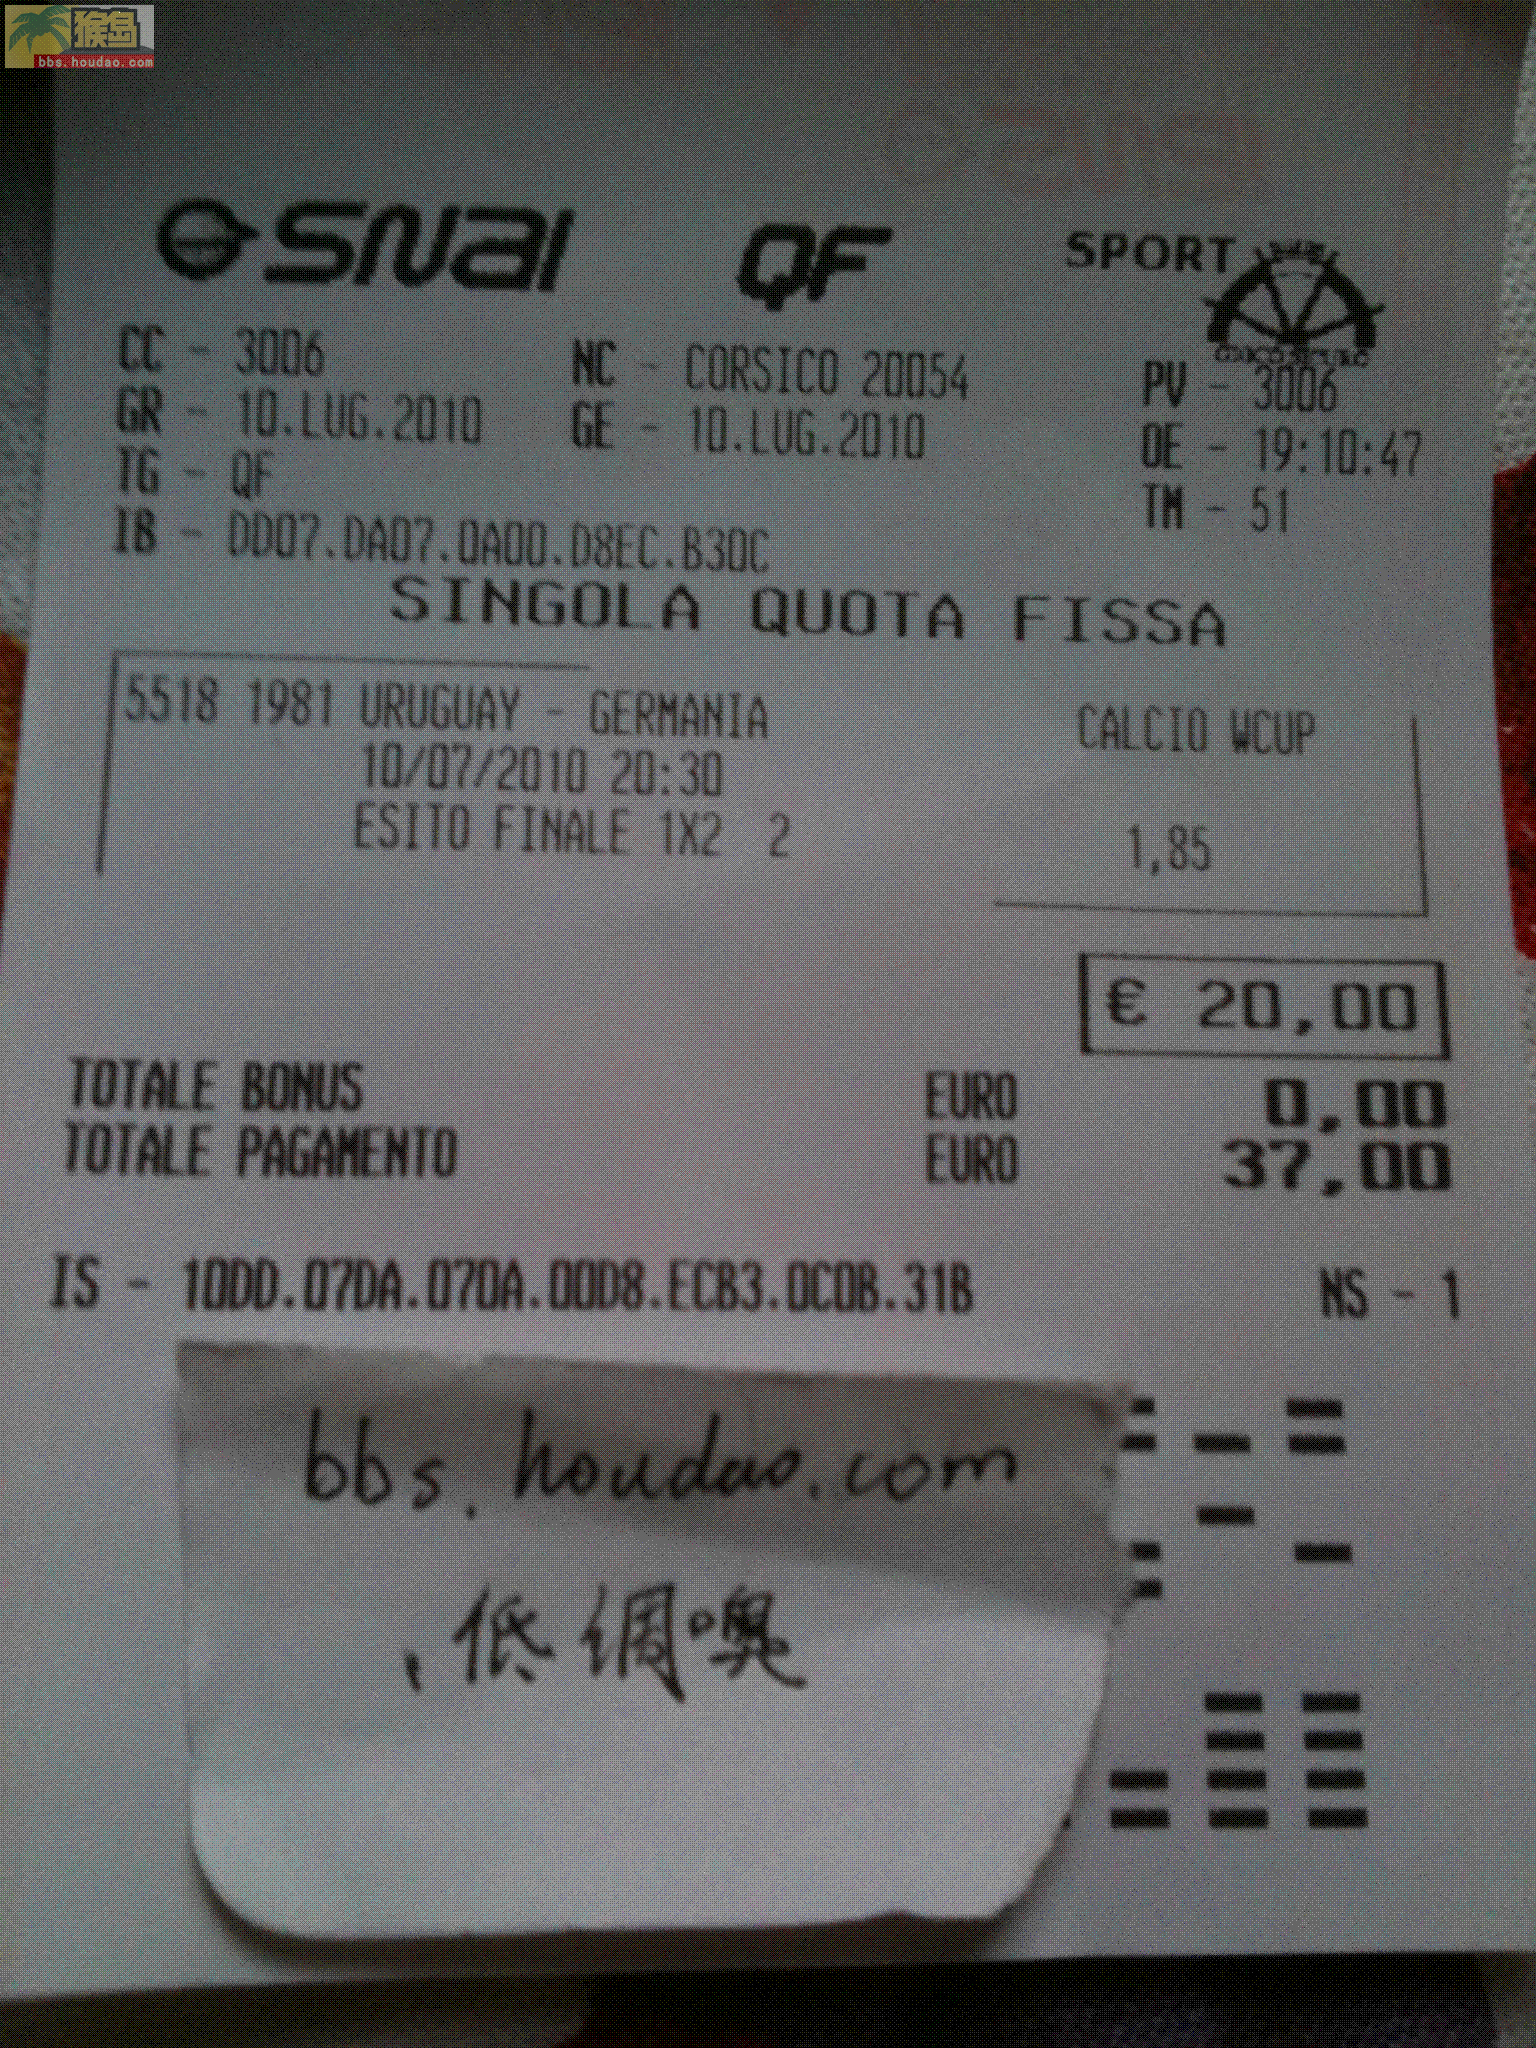 猴岛
bbs.houdao.com
SNAI QF SPORT
CC - 3006 NC - CORSICO 20054 PV - 3006
GR - 10.LUG.2010 GE - 10.LUG.2010 OE - 19:10:47
TG - QF TM - 51
IB - DD07.DA07.0A00.D8EC.B30C
SINGOLA QUOTA FISSA
5518 1981 URUGUAY - GERMANIA CALCIO WCUP
10/07/2010 20:30
ESITO FINALE 1X2 2 1,85
€ 20,00
TOTALE BONUS EURO 0,00
TOTALE PAGAMENTO EURO 37,00
IS - 10DD.07DA.070A.00D8.ECB3.0C0B.31B NS - 1
bbs.houdao.com
低调噢